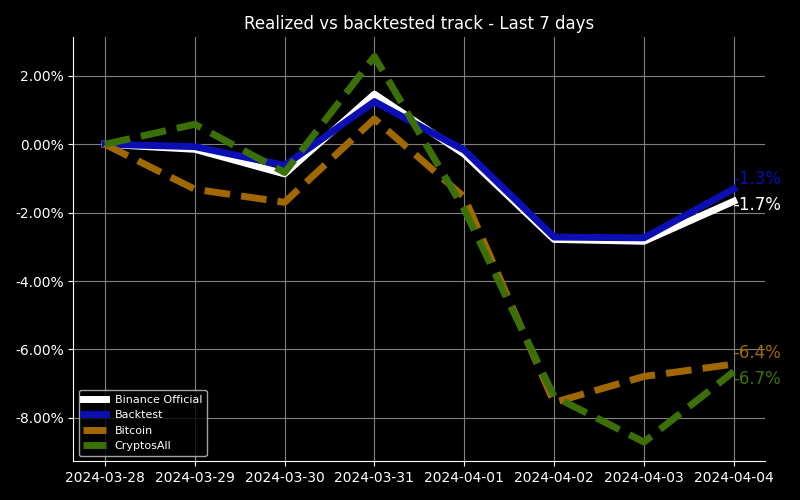 Realized vs backtested track - Last 7 days
2.00%
0.00%
-2.00%
-4.00%
-6.00%
-8.00%
-1.3%
-1.7%
-6.4%
-6.7%
Binance Official
Backtest
Bitcoin
CryptosAll
2024-03-28 2024-03-29 2024-03-30 2024-03-31 2024-04-01 2024-04-02 2024-04-03 2024-04-04